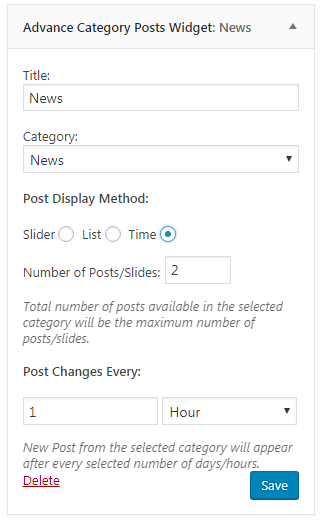 Advance Category Posts Widget: News
Title:
News
Category:
News
Post Display Method:
Slider List Time
Number of Posts/Slides: 2
Total number of posts available in the selected
category will be the maximum number of
posts/slides.
Post Changes Every:
1 Hour
New Post from the selected category will appear
after every selected number of days/hours.
Delete
Save